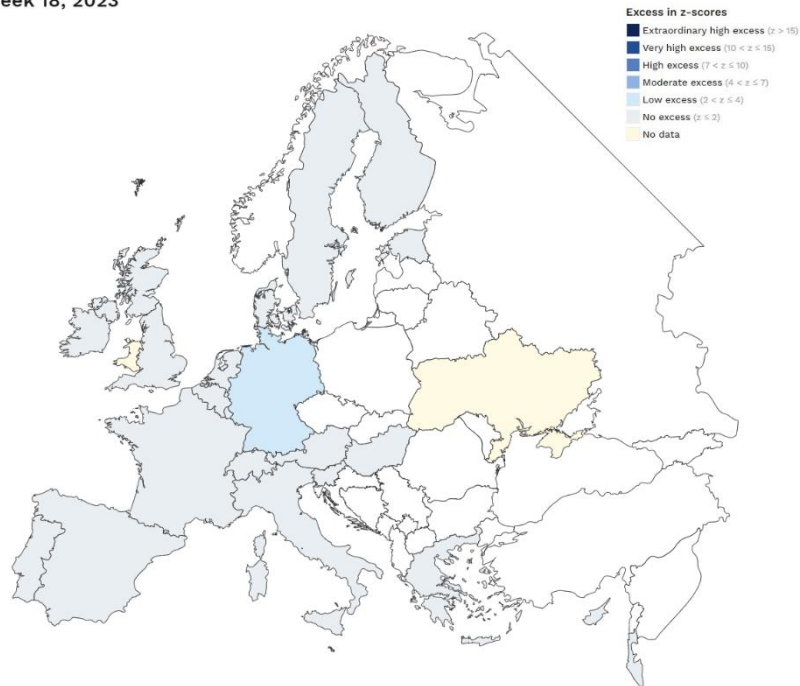 eek 18, 2023
Excess in z-scores
Extraordinary high excess (z > 15)
Very high excess (10 < z ≤ 15)
High excess (7 < z ≤ 10)
Moderate excess (4 < z ≤ 7)
Low excess (2 < z ≤ 4)
No excess (z ≤ 2)
No data